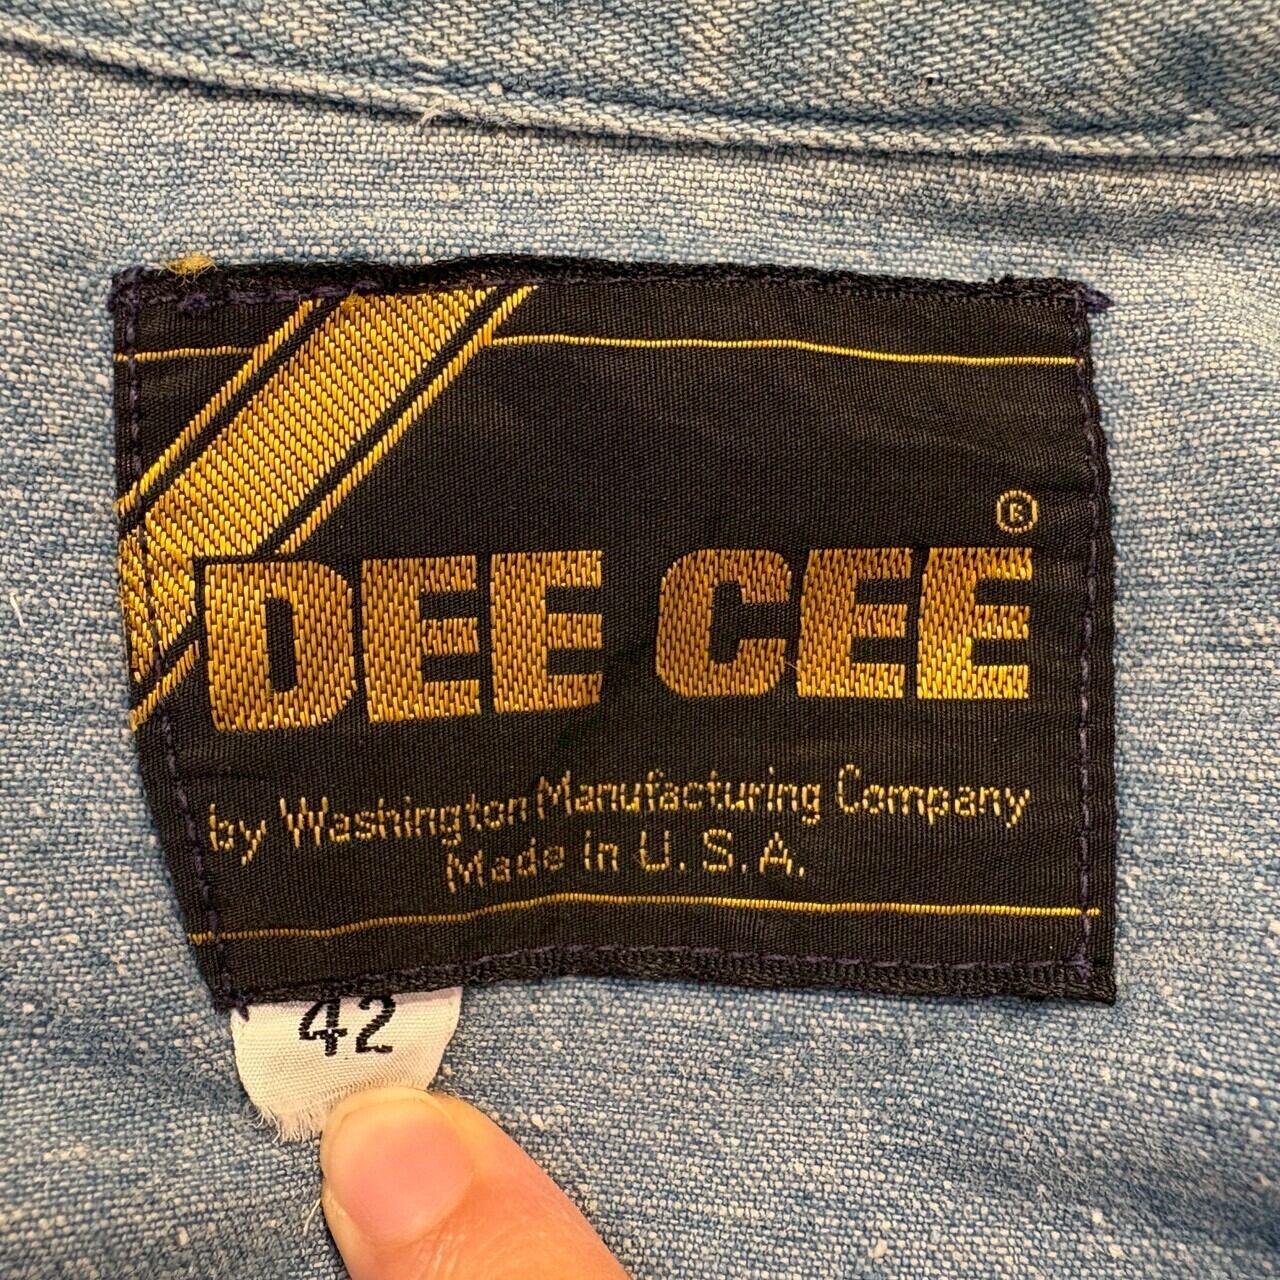 ®
DEE CEE
by Washington Manufacturing Company
Made in U.S.A.
42